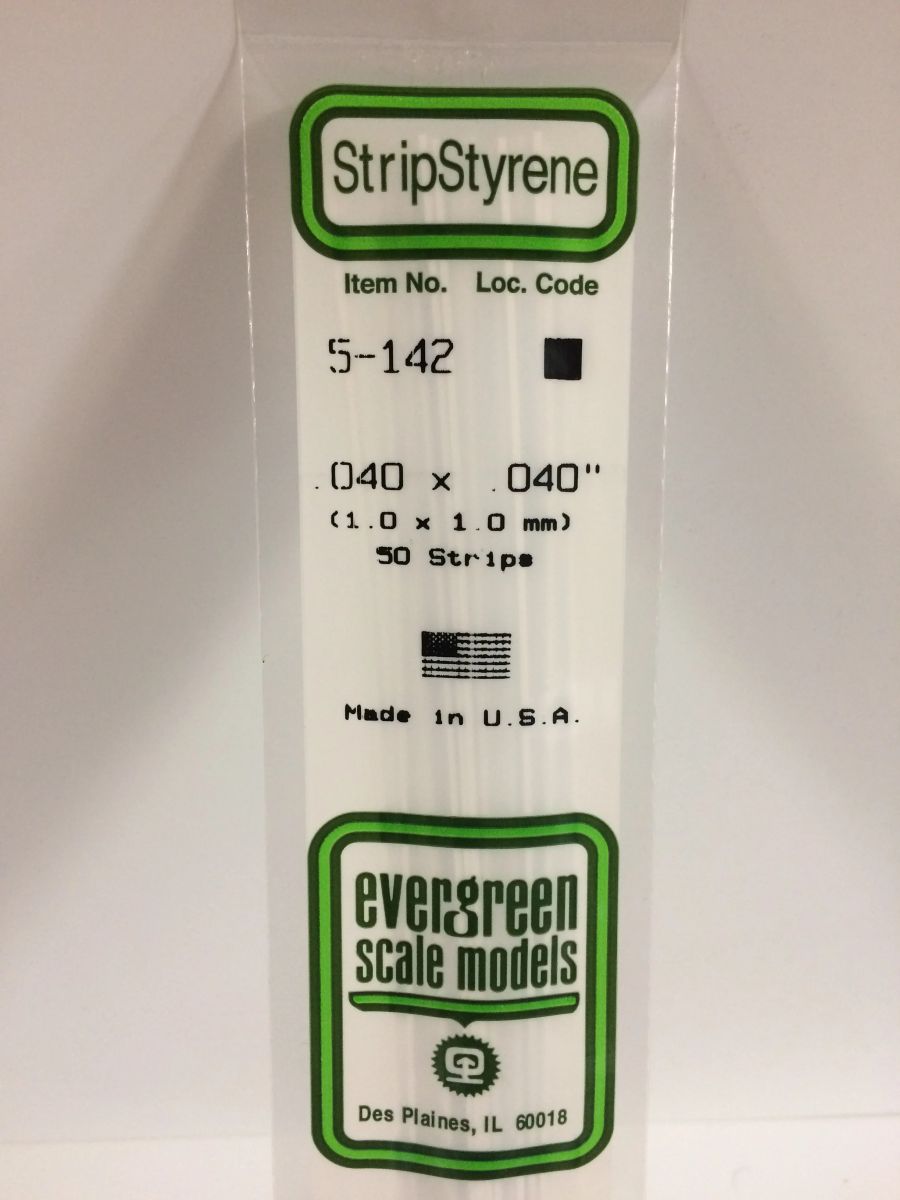 StripStyrene
Item No. Loc. Code
5-142
.040 x .040"
(1.0 x 1.0 mm)
50 Strips
Made in U.S.A.
evergreen
scale models
Des Plaines, IL 60018